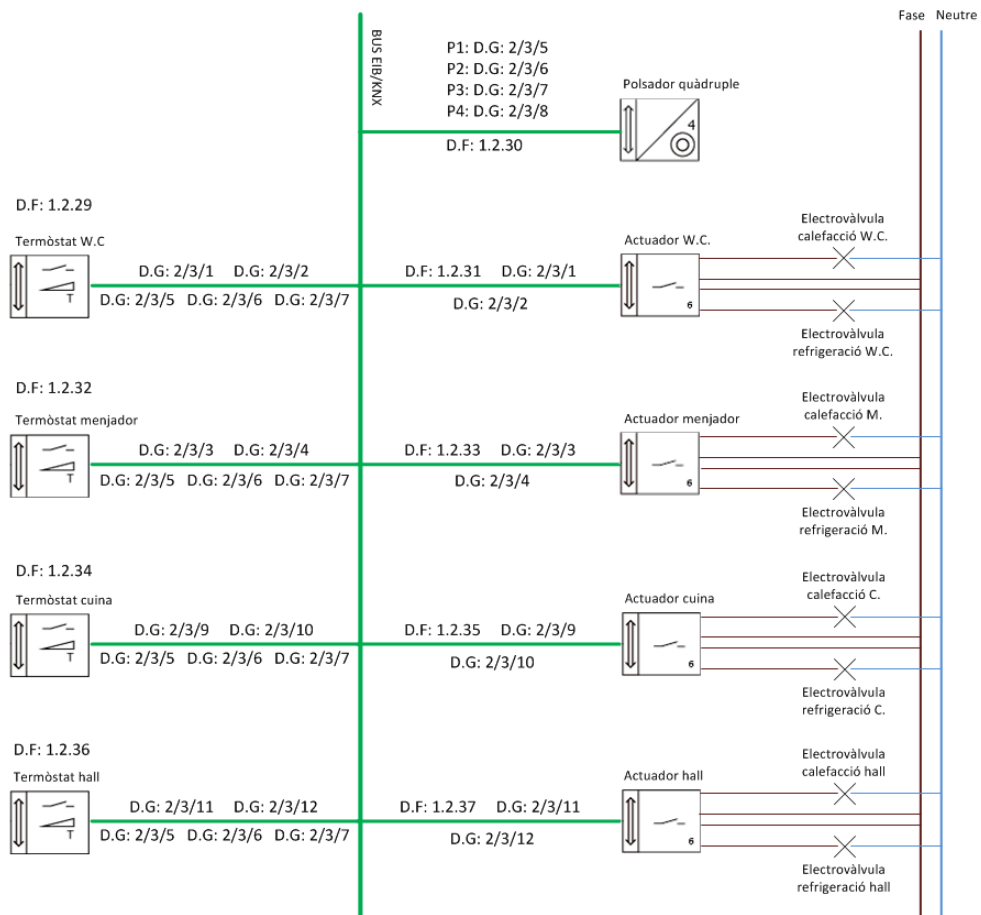 Fase Neutre
BUS EIB/KNX
P1: D.G: 2/3/5
P2: D.G: 2/3/6
P3: D.G: 2/3/7
P4: D.G: 2/3/8
D.F: 1.2.30
Polsador quàdruple
4
D.F: 1.2.29
Termòstat W.C
T
D.G: 2/3/1 D.G: 2/3/2
D.G: 2/3/5 D.G: 2/3/6 D.G: 2/3/7
D.F: 1.2.31 D.G: 2/3/1
D.G: 2/3/2
Actuador W.C.
6
Electrovàlvula
calefacció W.C.
Electrovàlvula
refrigeració W.C.
D.F: 1.2.32
Termòstat menjador
T
D.G: 2/3/3 D.G: 2/3/4
D.G: 2/3/5 D.G: 2/3/6 D.G: 2/3/7
D.F: 1.2.33 D.G: 2/3/3
D.G: 2/3/4
Actuador menjador
6
Electrovàlvula
calefacció M.
Electrovàlvula
refrigeració M.
D.F: 1.2.34
Termòstat cuina
T
D.G: 2/3/9 D.G: 2/3/10
D.G: 2/3/5 D.G: 2/3/6 D.G: 2/3/7
D.F: 1.2.35 D.G: 2/3/9
D.G: 2/3/10
Actuador cuina
6
Electrovàlvula
calefacció C.
Electrovàlvula
refrigeració C.
D.F: 1.2.36
Termòstat hall
T
D.G: 2/3/11 D.G: 2/3/12
D.G: 2/3/5 D.G: 2/3/6 D.G: 2/3/7
D.F: 1.2.37 D.G: 2/3/11
D.G: 2/3/12
Actuador hall
6
Electrovàlvula
calefacció hall
Electrovàlvula
refrigeració hall